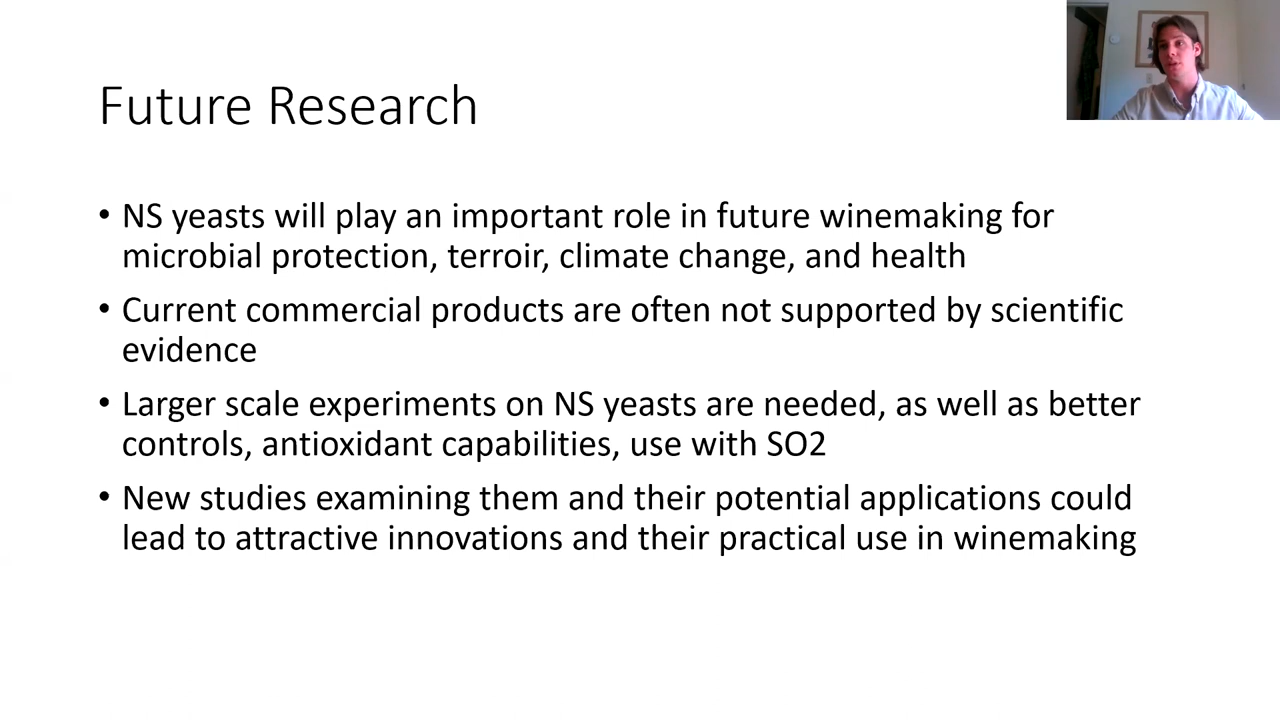 Future Research
• NS yeasts will play an important role in future winemaking for
microbial protection, terroir, climate change, and health
• Current commercial products are often not supported by scientific
evidence
• Larger scale experiments on NS yeasts are needed, as well as better
controls, antioxidant capabilities, use with SO2
• New studies examining them and their potential applications could
lead to attractive innovations and their practical use in winemaking